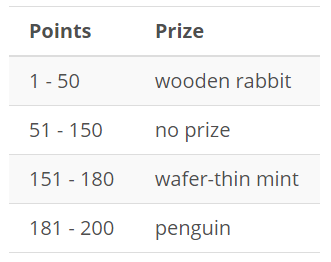 Points Prize
1 - 50 wooden rabbit
51 - 150 no prize
151 - 180 wafer-thin mint
181 - 200 penguin